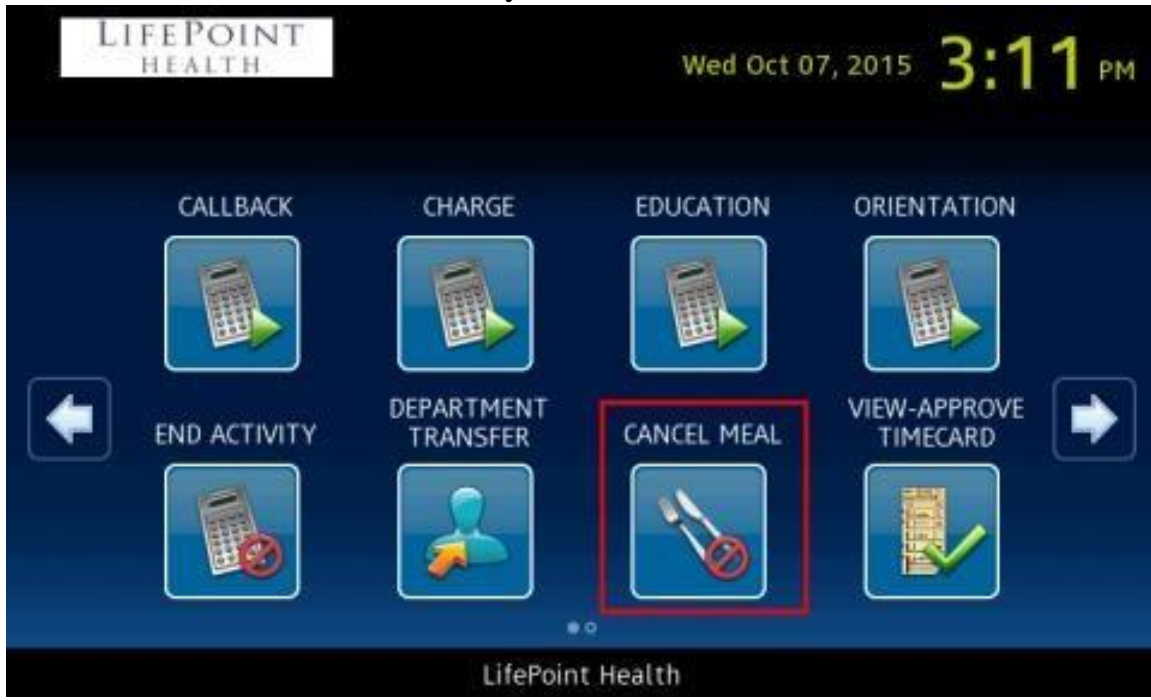 LIFEPOINT
HEALTH
Wed Oct 07, 2015 3:11 PM
CALLBACK
CHARGE
EDUCATION
ORIENTATION
END ACTIVITY
DEPARTMENT
TRANSFER
CANCEL MEAL
VIEW-APPROVE
TIMECARD
LifePoint Health